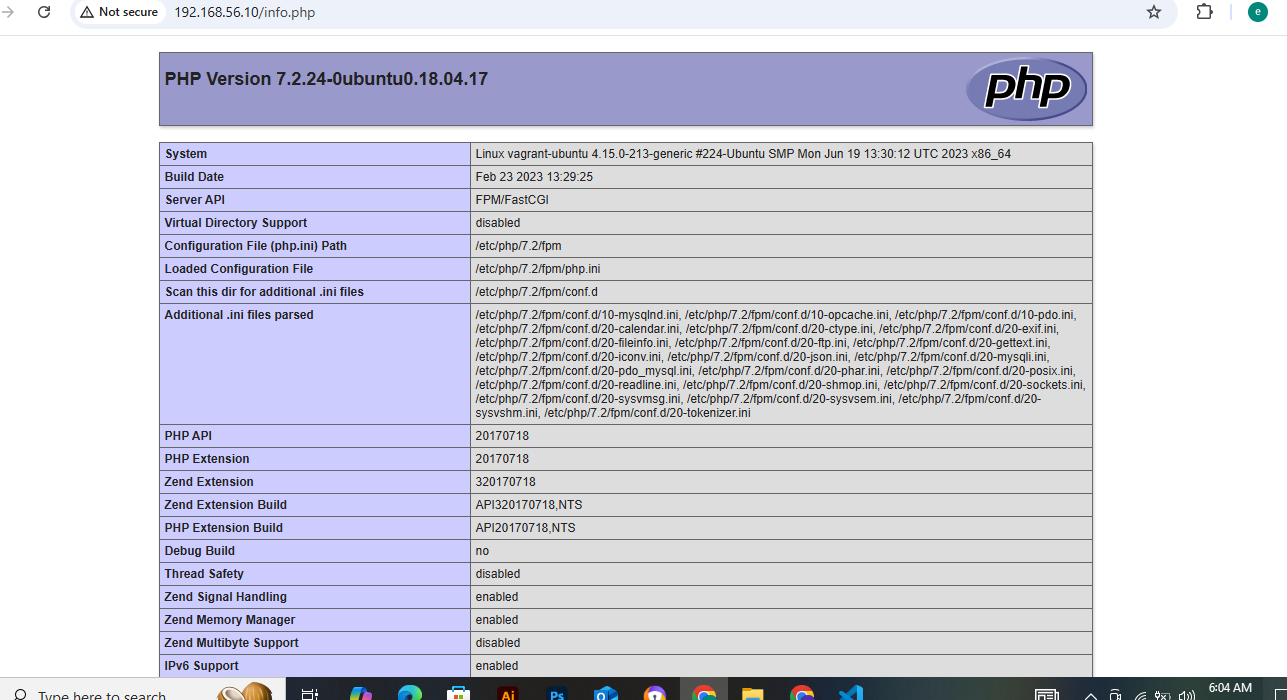 Not secure 192.168.56.10/info.php e
PHP Version 7.2.24-0ubuntu0.18.04.17 php
System Linux vagrant-ubuntu 4.15.0-213-generic #224-Ubuntu SMP Mon Jun 19 13:30:12 UTC 2023 x86_64
Build Date Feb 23 2023 13:29:25
Server API FPM/FastCGI
Virtual Directory Support disabled
Configuration File (php.ini) Path /etc/php/7.2/fpm
Loaded Configuration File /etc/php/7.2/fpm/php.ini
Scan this dir for additional .ini files /etc/php/7.2/fpm/conf.d
Additional .ini files parsed /etc/php/7.2/fpm/conf.d/10-mysqlnd.ini, /etc/php/7.2/fpm/conf.d/10-opcache.ini, /etc/php/7.2/fpm/conf.d/10-pdo.ini,
/etc/php/7.2/fpm/conf.d/20-calendar.ini, /etc/php/7.2/fpm/conf.d/20-ctype.ini, /etc/php/7.2/fpm/conf.d/20-exif.ini,
/etc/php/7.2/fpm/conf.d/20-fileinfo.ini, /etc/php/7.2/fpm/conf.d/20-ftp.ini, /etc/php/7.2/fpm/conf.d/20-gettext.ini,
/etc/php/7.2/fpm/conf.d/20-iconv.ini, /etc/php/7.2/fpm/conf.d/20-json.ini, /etc/php/7.2/fpm/conf.d/20-mysqli.ini,
/etc/php/7.2/fpm/conf.d/20-pdo_mysql.ini, /etc/php/7.2/fpm/conf.d/20-phar.ini, /etc/php/7.2/fpm/conf.d/20-posix.ini,
/etc/php/7.2/fpm/conf.d/20-readline.ini, /etc/php/7.2/fpm/conf.d/20-shmop.ini, /etc/php/7.2/fpm/conf.d/20-sockets.ini,
/etc/php/7.2/fpm/conf.d/20-sysvmsg.ini, /etc/php/7.2/fpm/conf.d/20-sysvsem.ini, /etc/php/7.2/fpm/conf.d/20-
sysvshm.ini, /etc/php/7.2/fpm/conf.d/20-tokenizer.ini
PHP API 20170718
PHP Extension 20170718
Zend Extension 320170718
Zend Extension Build API320170718,NTS
PHP Extension Build API20170718,NTS
Debug Build no
Thread Safety disabled
Zend Signal Handling enabled
Zend Memory Manager enabled
Zend Multibyte Support disabled
IPv6 Support enabled
Type here to search Ai Ps 6:04 AM